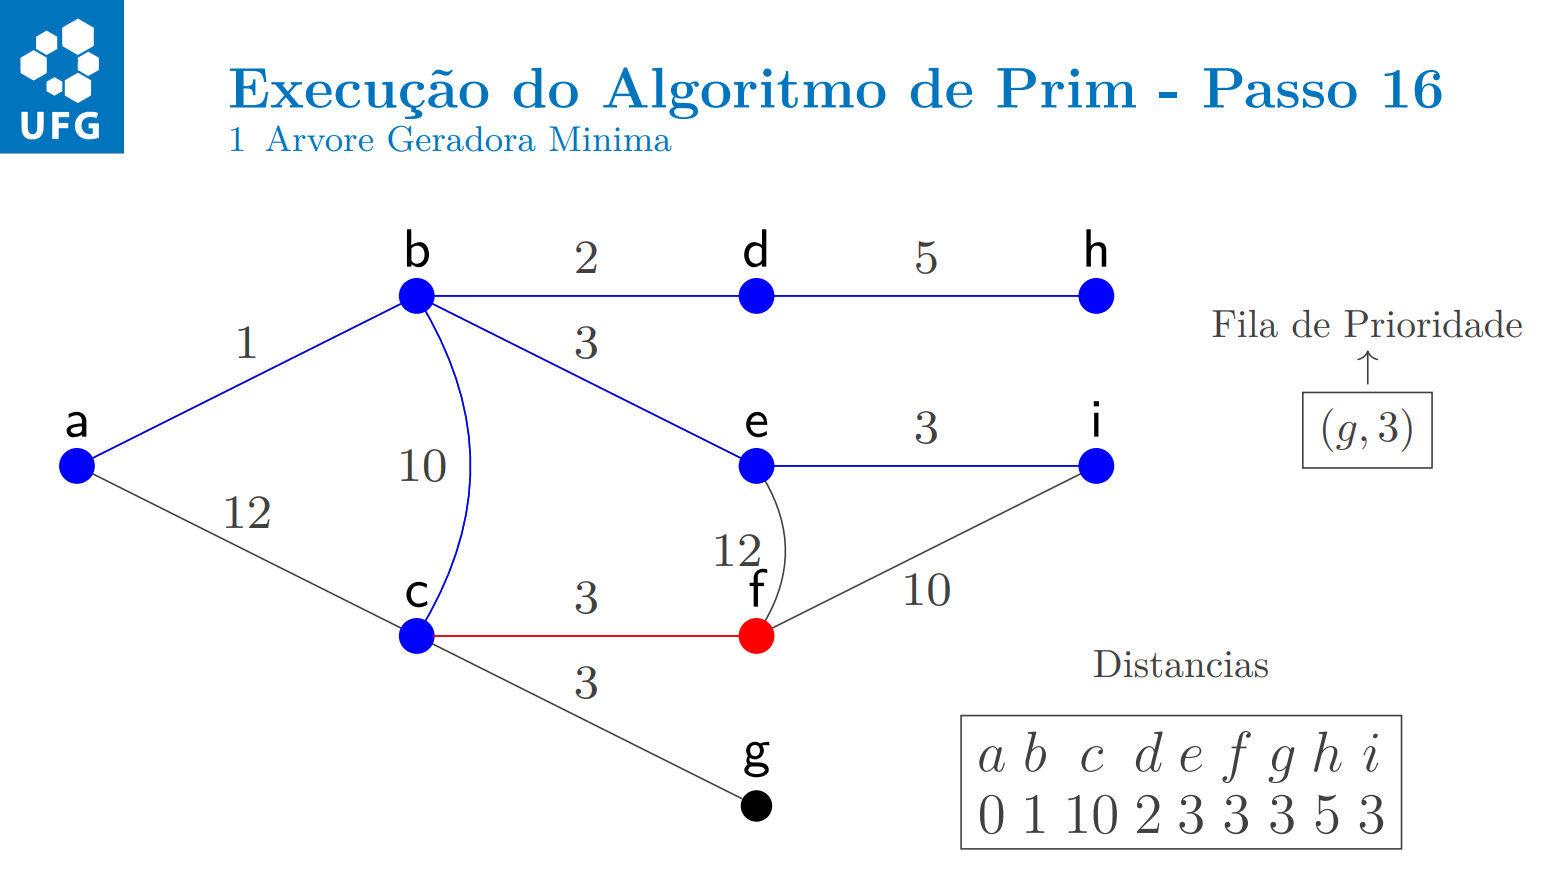 UFG
Execução do Algoritmo de Prim - Passo 16
1 Arvore Geradora Minima
b
2
d
5
h
Fila de Prioridade
1
3
(g, 3)
a
e
3
i
10
12
12
c
3
f
10
3
Distancias
g
a b c d e f g h i
0 1 10 2 3 3 3 5 3